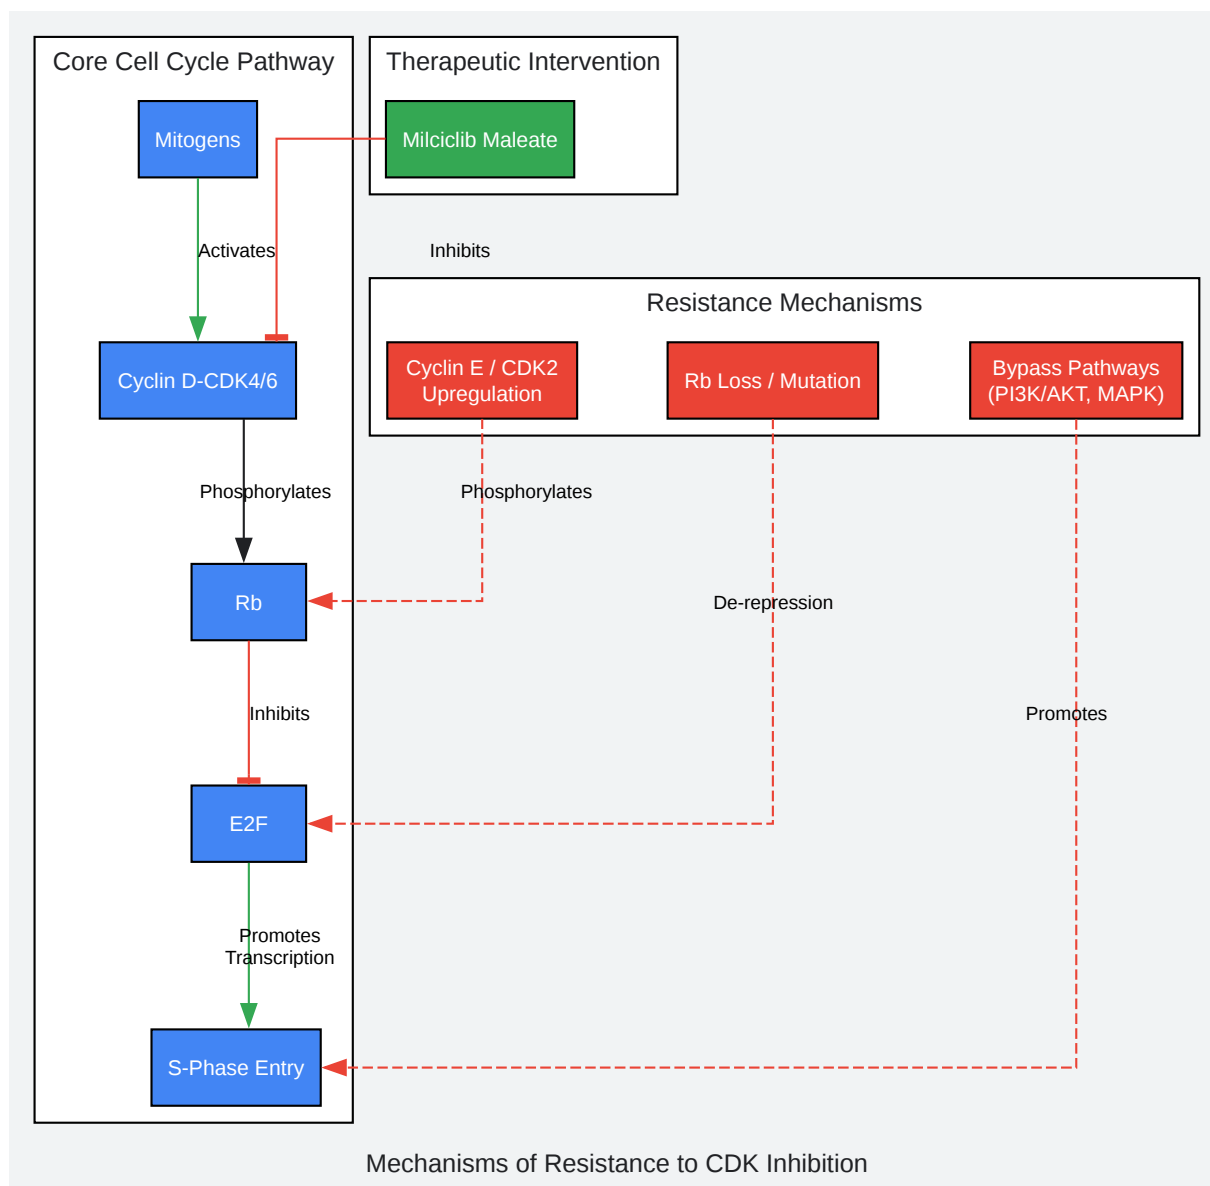 Core Cell Cycle Pathway
Therapeutic Intervention
Mitogens
Milciclib Maleate
Activates
Inhibits
Resistance Mechanisms
Cyclin D-CDK4/6
Cyclin E / CDK2
Upregulation
Rb Loss / Mutation
Bypass Pathways
(PI3K/AKT, MAPK)
Phosphorylates
Phosphorylates
Rb
De-repression
Inhibits
Promotes
E2F
Promotes
Transcription
S-Phase Entry
Mechanisms of Resistance to CDK Inhibition